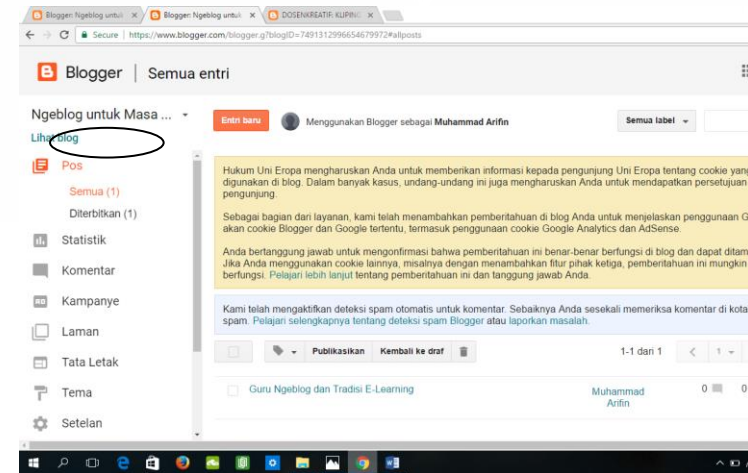 Blogger: Ngeblog untuk
Blogger: Ngeblog untuk
DOSENKREATIF: KLIPING
Secure | https://www.blogger.com/blogger.g?blogID=7491312996654679972#allposts
Blogger | Semua entri
Ngeblog untuk Masa ...
Lihat blog
Entri baru
Menggunakan Blogger sebagai Muhammad Arifin
Semua label
Pos
Semua (1)
Diterbitkan (1)
Statistik
Komentar
Kampanye
Laman
Tata Letak
Tema
Setelan
Hukum Uni Eropa mengharuskan Anda untuk memberikan informasi kepada pengunjung Uni Eropa tentang cookie yang
digunakan di blog. Dalam banyak kasus, undang-undang ini juga mengharuskan Anda untuk mendapatkan persetujuan
pengunjung.
Sebagai bagian dari layanan, kami telah menambahkan pemberitahuan di blog Anda untuk menjelaskan penggunaan G
akan cookie Blogger dan Google tertentu, termasuk penggunaan cookie Google Analytics dan AdSense.
Anda bertanggung jawab untuk mengonfirmasi bahwa pemberitahuan ini benar-benar berfungsi di blog dan dapat ditam
Jika Anda menggunakan cookie lainnya, misalnya dengan menambahkan fitur pihak ketiga, pemberitahuan ini mungkin
berfungsi. Pelajari lebih lanjut tentang pemberitahuan ini dan tanggung jawab Anda.
Kami telah mengaktifkan deteksi spam otomatis untuk komentar. Sebaiknya Anda sesekali memeriksa komentar di kota
spam. Pelajari selengkapnya tentang deteksi spam Blogger atau laporkan masalah.
Publikasikan Kembali ke draf 1-1 dari 1 1
Guru Ngeblog dan Tradisi E-Learning Muhammad Arifin 0 0